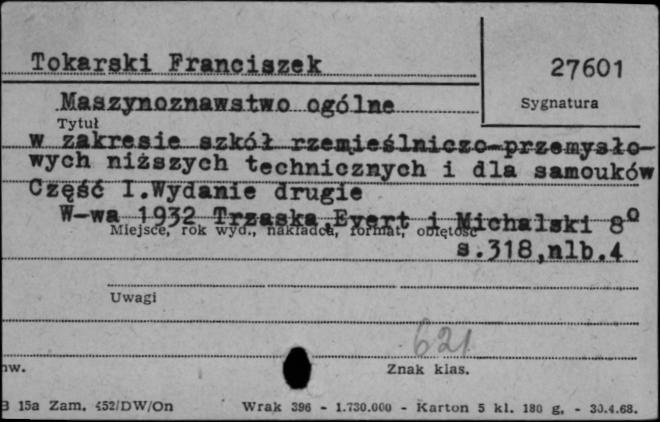 Tokarski Franciszek
27601
Maszynoznawstwo ogólne
Sygnatura
Tytuł
w zakresie szkół rzemieślniczo-przemysło-
wych niższych technicznych i dla samouków
Część I.Wydanie drugie
W-wa 1932 Trzaska,Evert i Michalski 8°
Miejsce, rok wyd., nakładca, format, objętość
s.318,nlb.4
Uwagi
621
nw.
Znak klas.
B 15a Zam. 452/DW/On Wrak 396 - 1.730.000 - Karton 5 kl. 180 g. - 30.4.68.